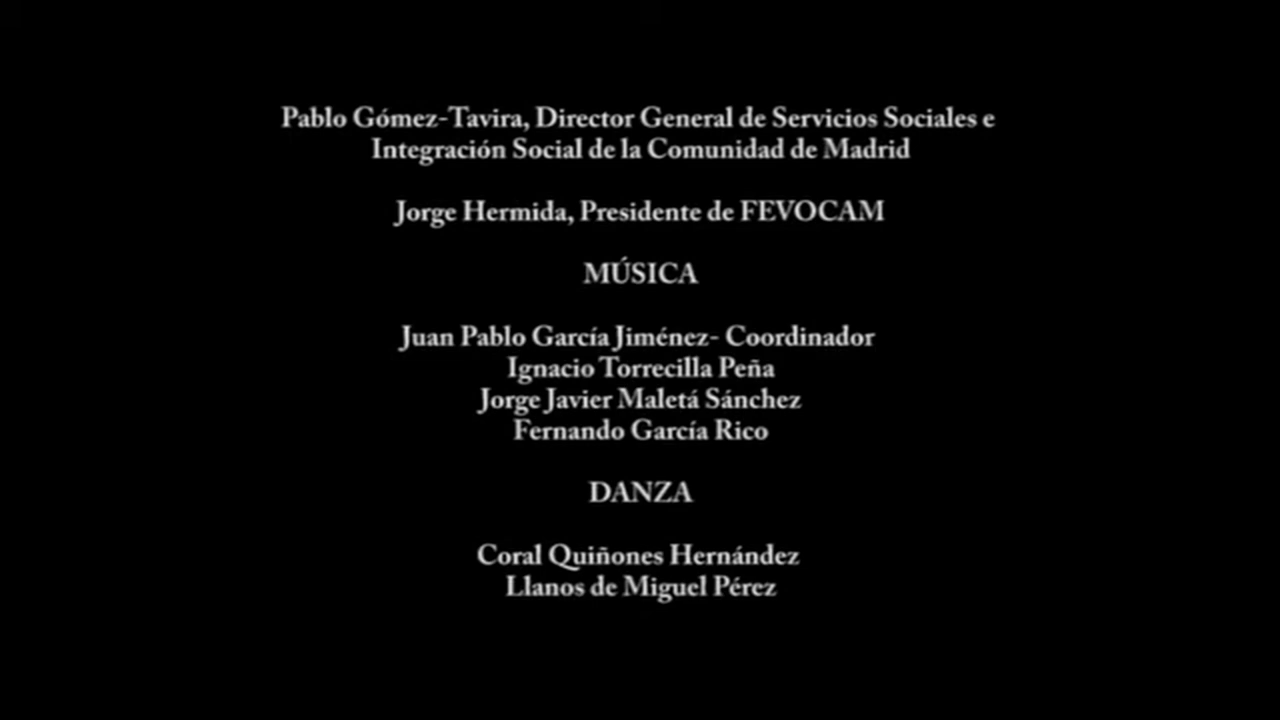 Pablo Gómez-Tavira, Director General de Servicios Sociales e
Integración Social de la Comunidad de Madrid
Jorge Hermida, Presidente de FEVOCAM
MÚSICA
Juan Pablo García Jiménez- Coordinador
Ignacio Torrecilla Peña
Jorge Javier Maletá Sánchez
Fernando García Rico
DANZA
Coral Quiñones Hernández
Llanos de Miguel Pérez